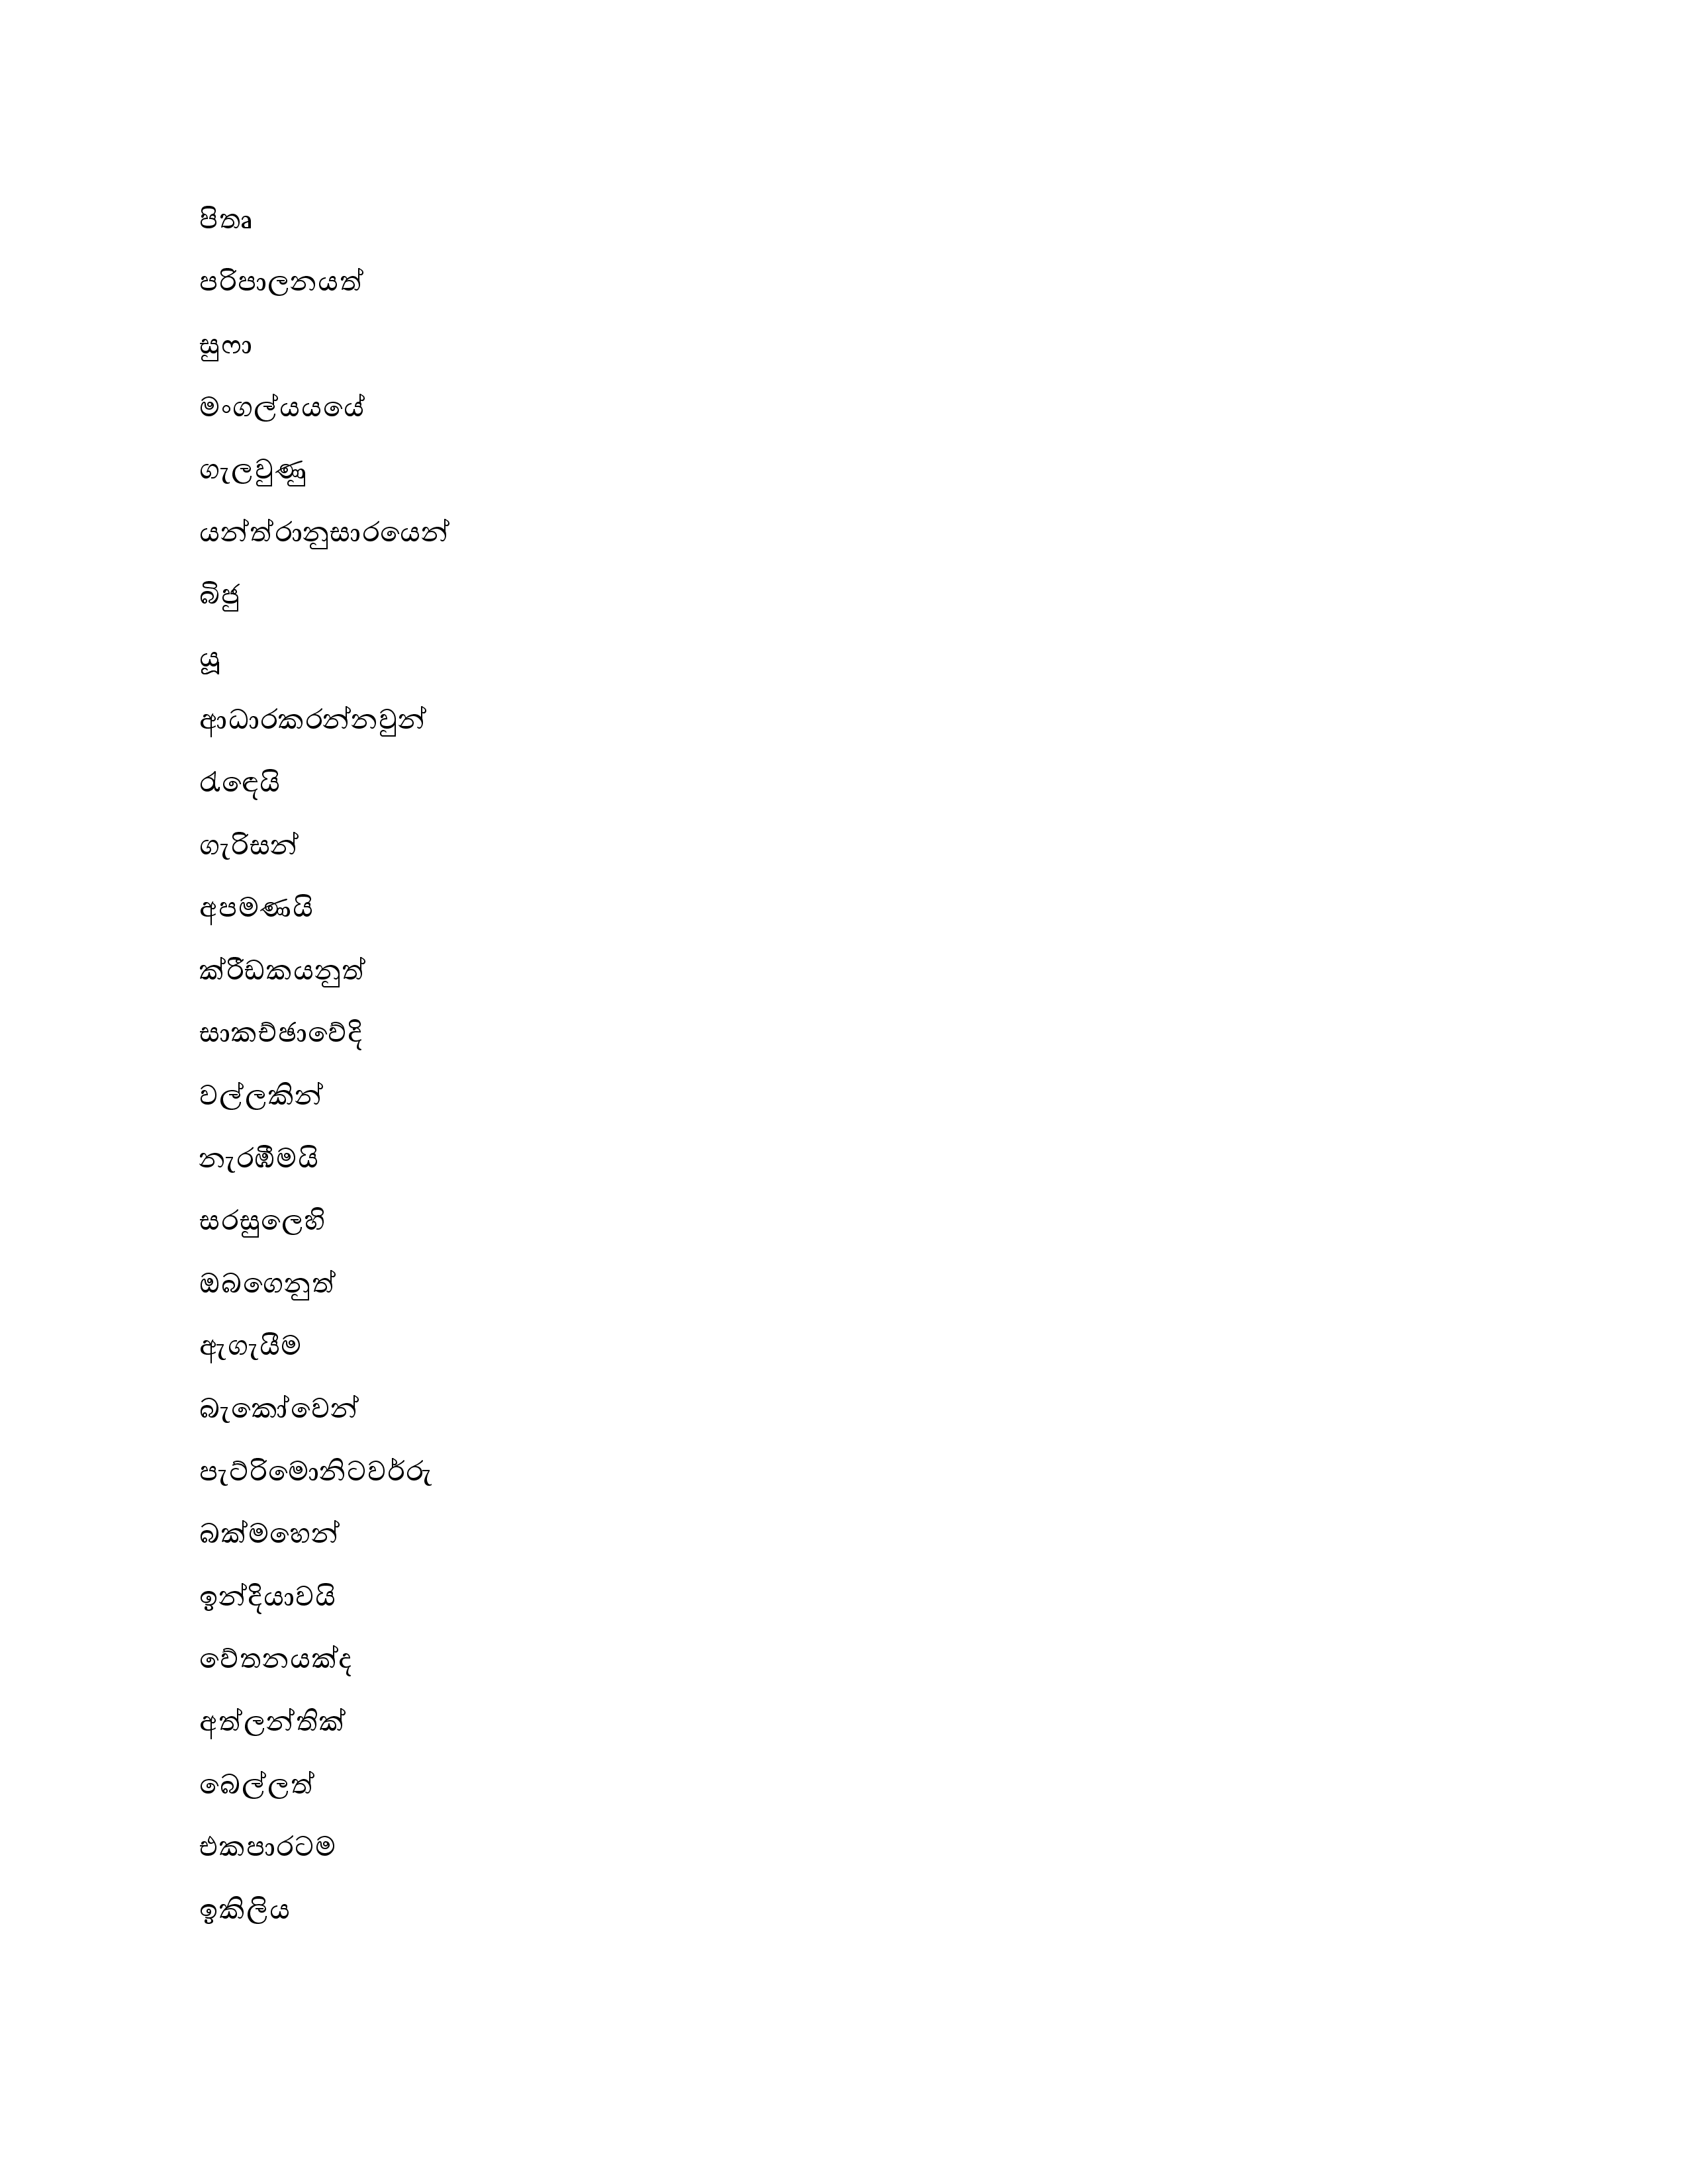 පිතෘ
පරිපාලනයත්
සුෆා
මංගල්යයයේ
ගැලවුණු
යන්ත්රානුසාරයෙන්
බිජු
යූ
ආධාරකරන්නවුන්
රැඳෙයි
ගැරිසන්
අපමණයි
ක්රීඩකයනුත්
සාකච්ඡාවේදි
වල්ලකින්
නැරඹීමයි
සරසුලෙහි
ඔබගෙනුත්
ඇගැයීම
බැකෝවෙන්
පැට්රිමොනිටවර්රු
බක්මහෙන්
ඉන්දියාවයි
වේතනයක්ද
අත්ලන්තික්
බෙල්ලත්
එකපාරටම
ඉකිලිය